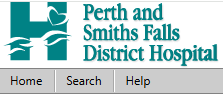 Perth and
Smiths Falls
District Hospital
Home Search Help